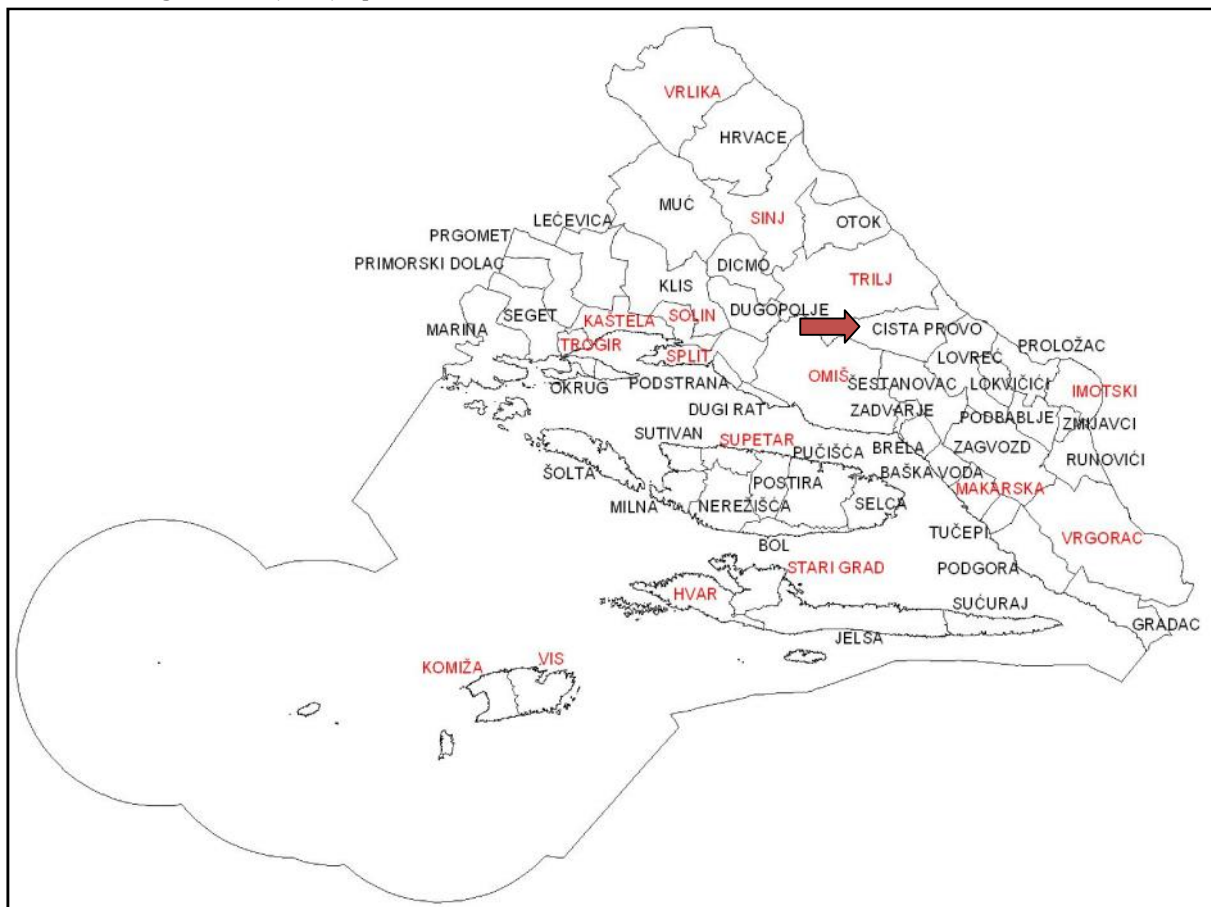 VRLIKA
HRVACE
MUĆ
SINJ
OTOK
LEĆEVICA
PRGOMET
PRIMORSKI DOLAC
DICMO
TRILJ
KLIS
DUGOPOLJE
SEGET
KAŠTELA
SOLIN
MARINA
CISTA PROVO
TROGIR
SPLIT
PROLOŽAC
LOVREĆ
OMIŠ
ŠESTANOVAC
LOKVIČIĆI
IMOTSKI
OKRUG
PODSTRANA
DUGI RAT
ZADVARJE
PODBABLJE
ZMIJAVCI
SUTIVAN
SUPETAR
PUČIŠĆA
BRELA
ZAGVOZD
RUNOVIĆI
ŠOLTA
POSTIRA
BAŠKA VODA
MAKARSKA
MILNA
NEREŽIŠĆA
SELCA
BOL
TUČEPI
VRGORAC
STARI GRAD
PODGORA
HVAR
SUĆURAJ
JELSA
GRADAC
KOMIŽA
VIS